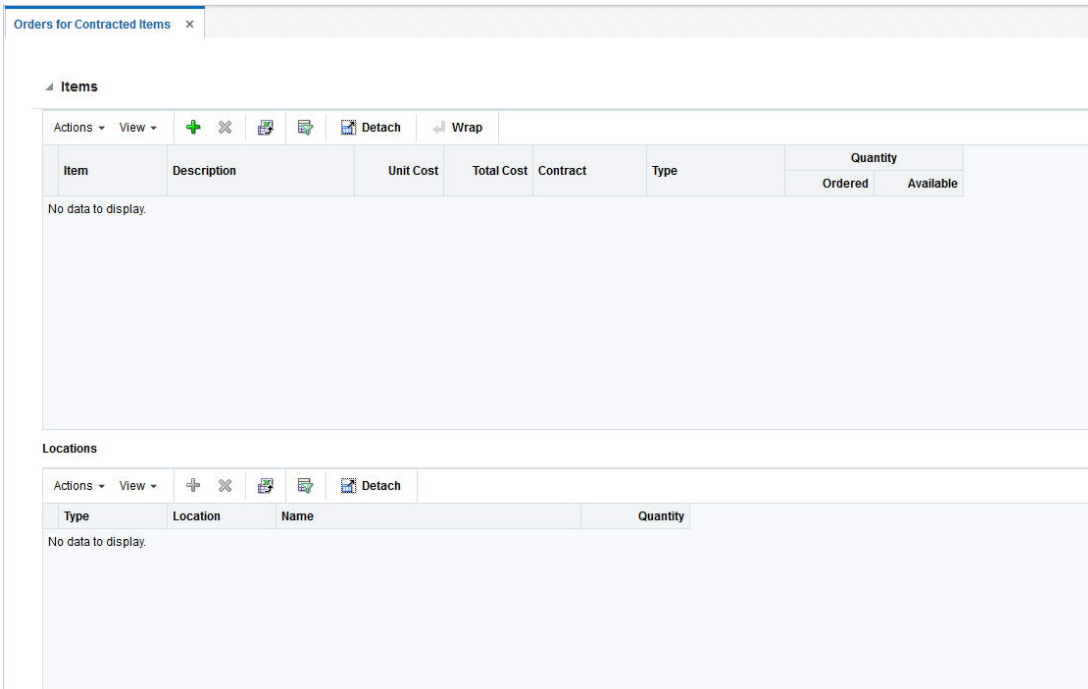 Orders for Contracted Items ×
Items
Actions View Detach Wrap
Item Description Unit Cost Total Cost Contract Type Quantity
Ordered Available
No data to display.
Locations
Actions View Detach
Type Location Name Quantity
No data to display.